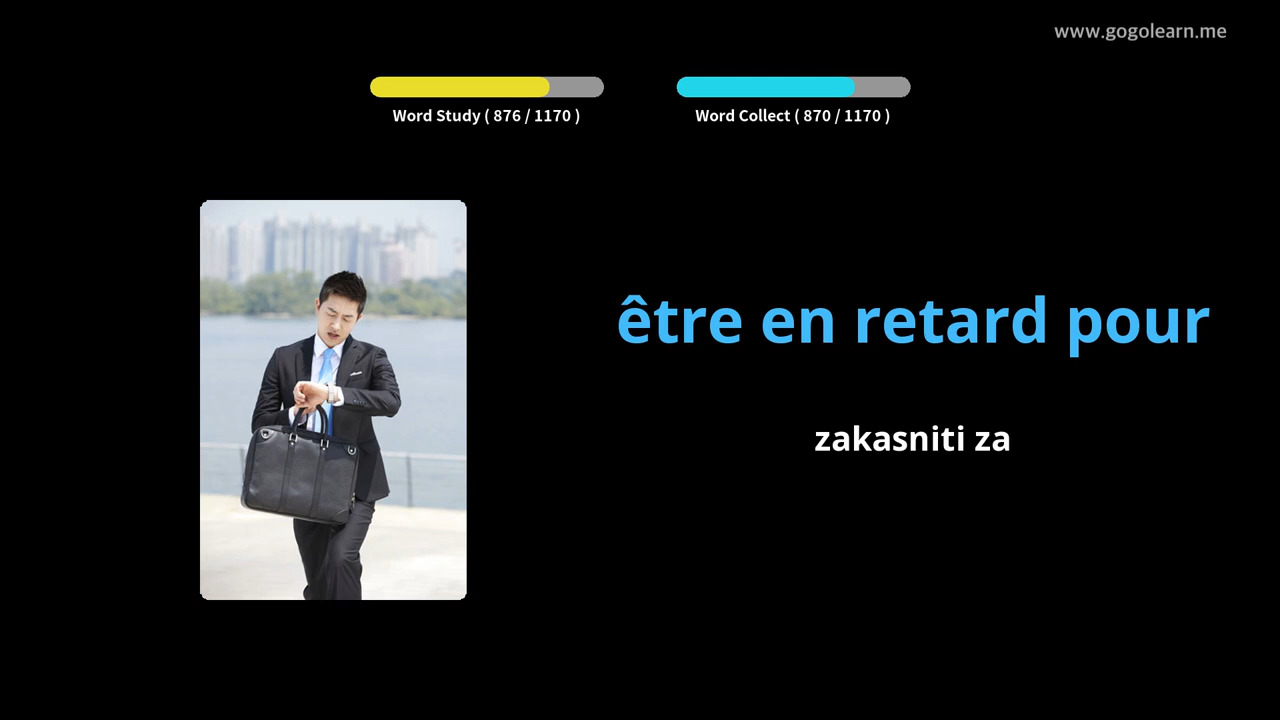 www.gogolearn.me
Word Study ( 876 / 1170 )
Word Collect ( 870 / 1170 )
être en retard pour
zakasniti za